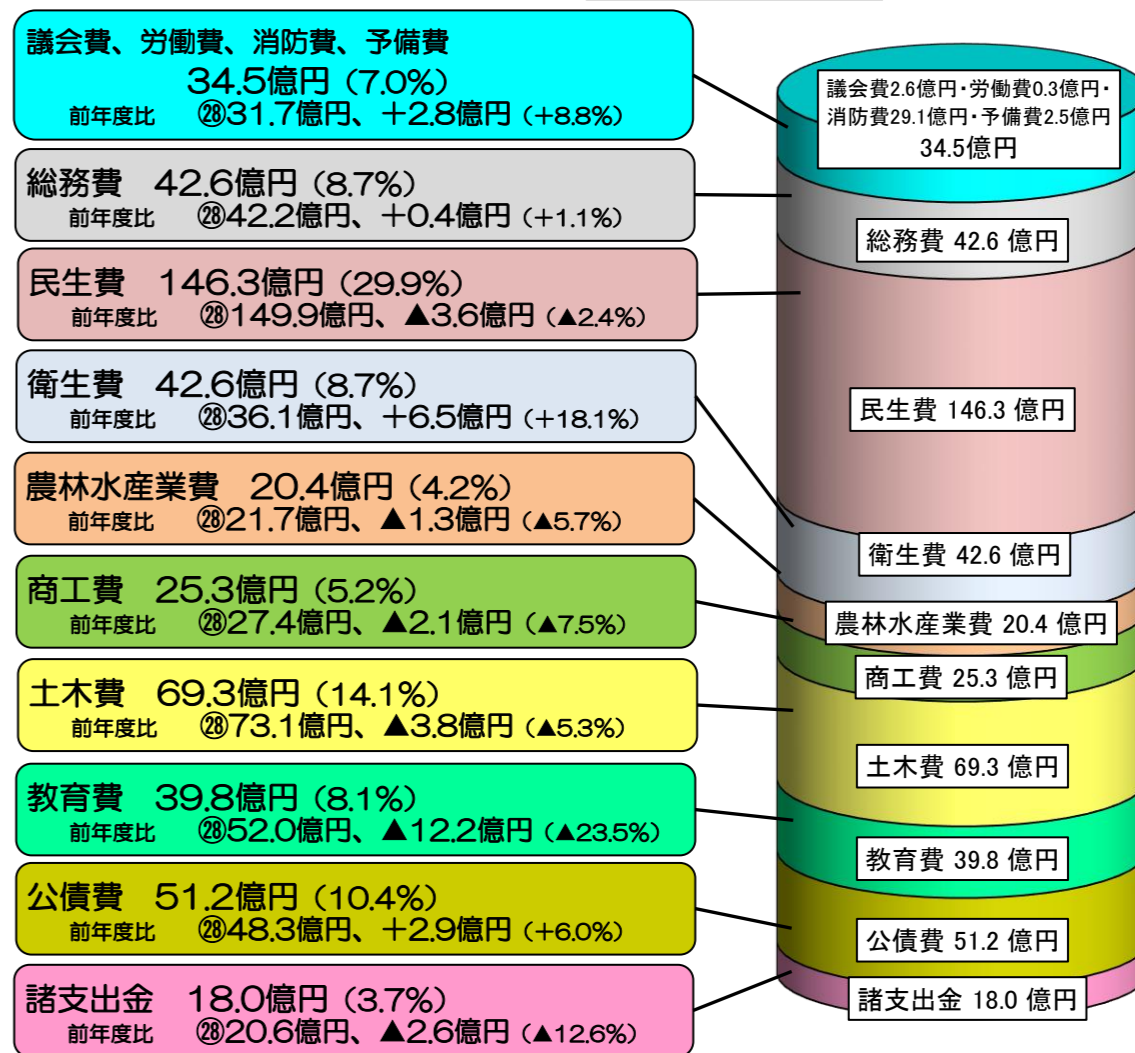 議会費、労働費、消防費、予備費
34.5億円（7.0%）
前年度比 ㉘31.7億円、＋2.8億円（＋8.8%）
総務費 42.6億円（8.7%）
前年度比 ㉘42.2億円、＋0.4億円（＋1.1%）
民生費 146.3億円（29.9%）
前年度比 ㉘149.9億円、▲3.6億円（▲2.4%）
衛生費 42.6億円（8.7%）
前年度比 ㉘36.1億円、＋6.5億円（＋18.1%）
農林水産業費 20.4億円（4.2%）
前年度比 ㉘21.7億円、▲1.3億円（▲5.7%）
商工費 25.3億円（5.2%）
前年度比 ㉘27.4億円、▲2.1億円（▲7.5%）
土木費 69.3億円（14.1%）
前年度比 ㉘73.1億円、▲3.8億円（▲5.3%）
教育費 39.8億円（8.1%）
前年度比 ㉘52.0億円、▲12.2億円（▲23.5%）
公債費 51.2億円（10.4%）
前年度比 ㉘48.3億円、＋2.9億円（＋6.0%）
諸支出金 18.0億円（3.7%）
前年度比 ㉘20.6億円、▲2.6億円（▲12.6%）
議会費2.6億円・労働費0.3億円・
消防費29.1億円・予備費2.5億円
34.5億円
総務費 42.6 億円
民生費 146.3 億円
衛生費 42.6 億円
農林水産業費 20.4 億円
商工費 25.3 億円
土木費 69.3 億円
教育費 39.8 億円
公債費 51.2 億円
諸支出金 18.0 億円